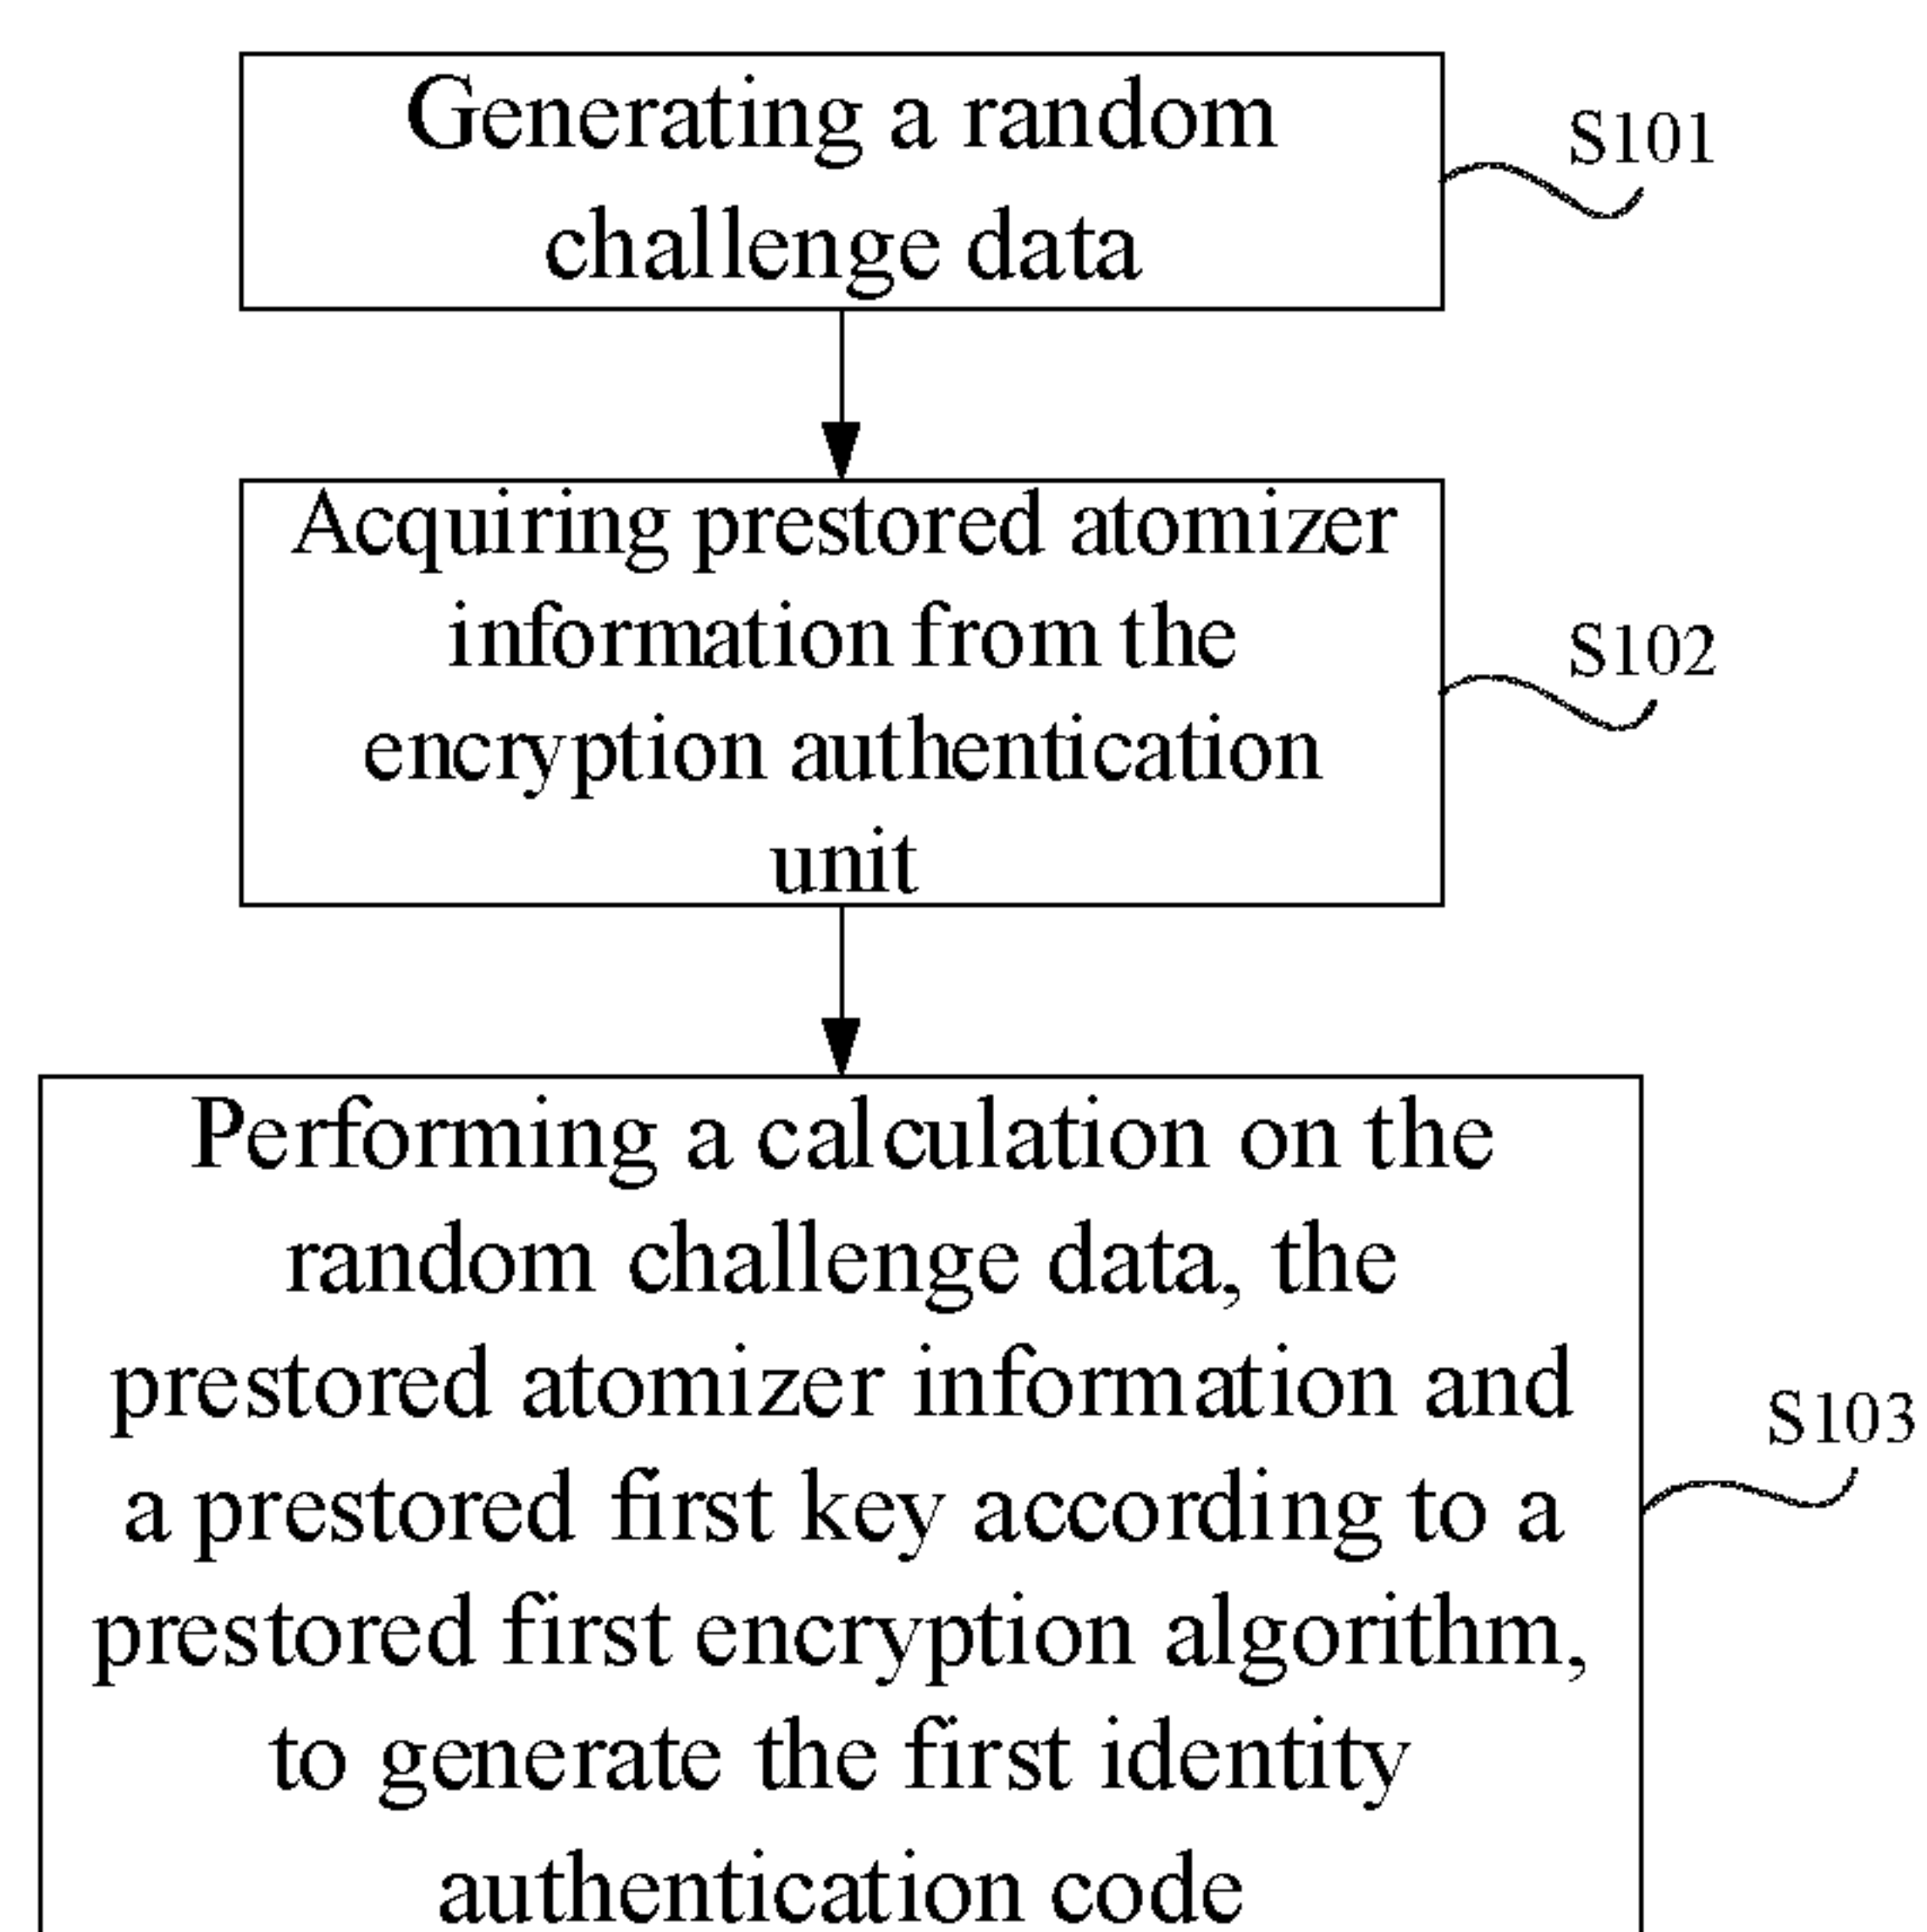 Generating a random
challenge data
S101
Acquiring prestored atomizer
information from the
encryption authentication
unit
S102
Performing a calculation on the
random challenge data, the
prestored atomizer information and
a prestored first key according to a
prestored first encryption algorithm,
to generate the first identity
authentication code
S103